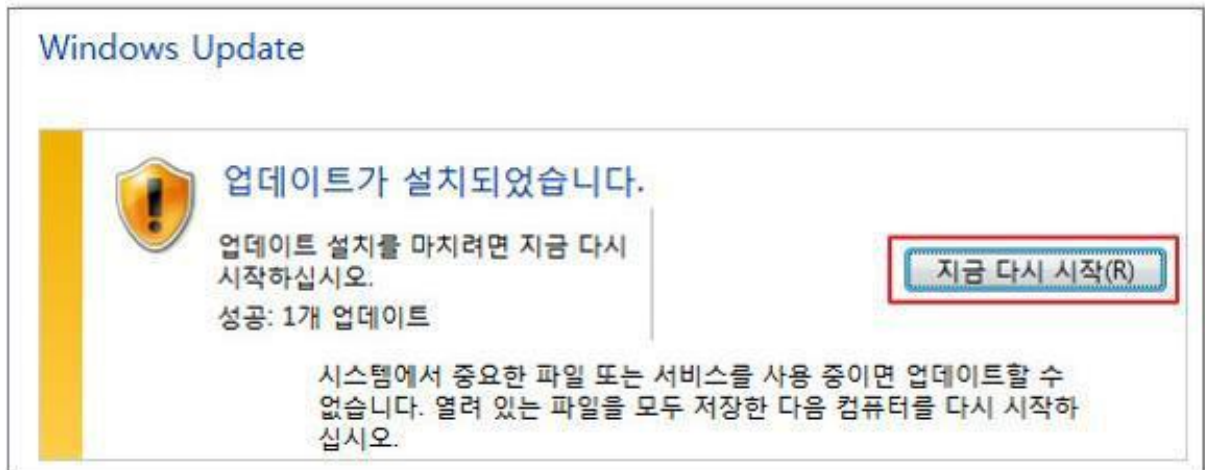 Windows Update
업데이트가 설치되었습니다.
업데이트 설치를 마치려면 지금 다시
시작하십시오.
성공: 1개 업데이트
지금 다시 시작(R)
시스템에서 중요한 파일 또는 서비스를 사용 중이면 업데이트할 수
없습니다. 열려 있는 파일을 모두 저장한 다음 컴퓨터를 다시 시작하
십시오.